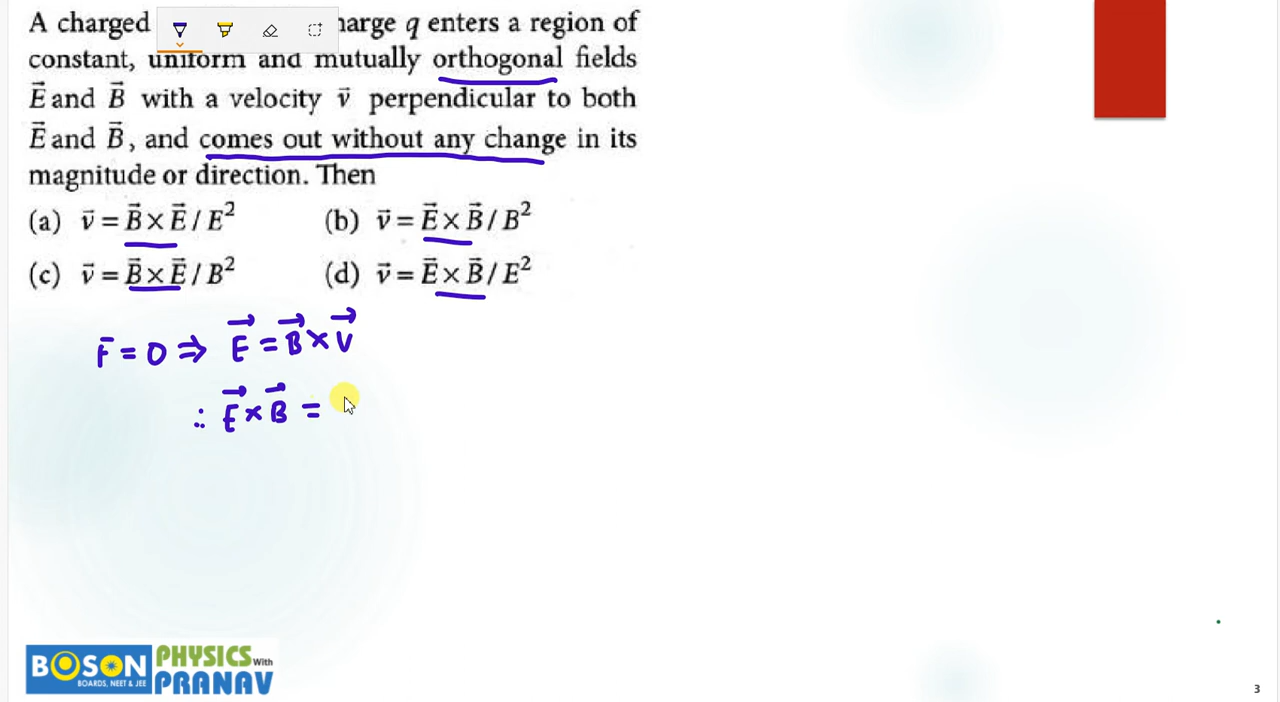 A charged harge q enters a region of
constant, uniform and mutually orthogonal fields
E⃗ and B⃗ with a velocity v⃗ perpendicular to both
E⃗ and B⃗, and comes out without any change in its
magnitude or direction. Then
(a) v⃗ = B⃗ × E⃗ / E² (b) v⃗ = E⃗ × B⃗ / B²
(c) v⃗ = B⃗ × E⃗ / B² (d) v⃗ = E⃗ × B⃗ / E²
F̄ = 0 ⇒ E⃗ = B⃗ × V⃗
∴ E⃗ × B⃗ =
BOSON PHYSICS With
BOARDS, NEET & JEE PRANAV
3